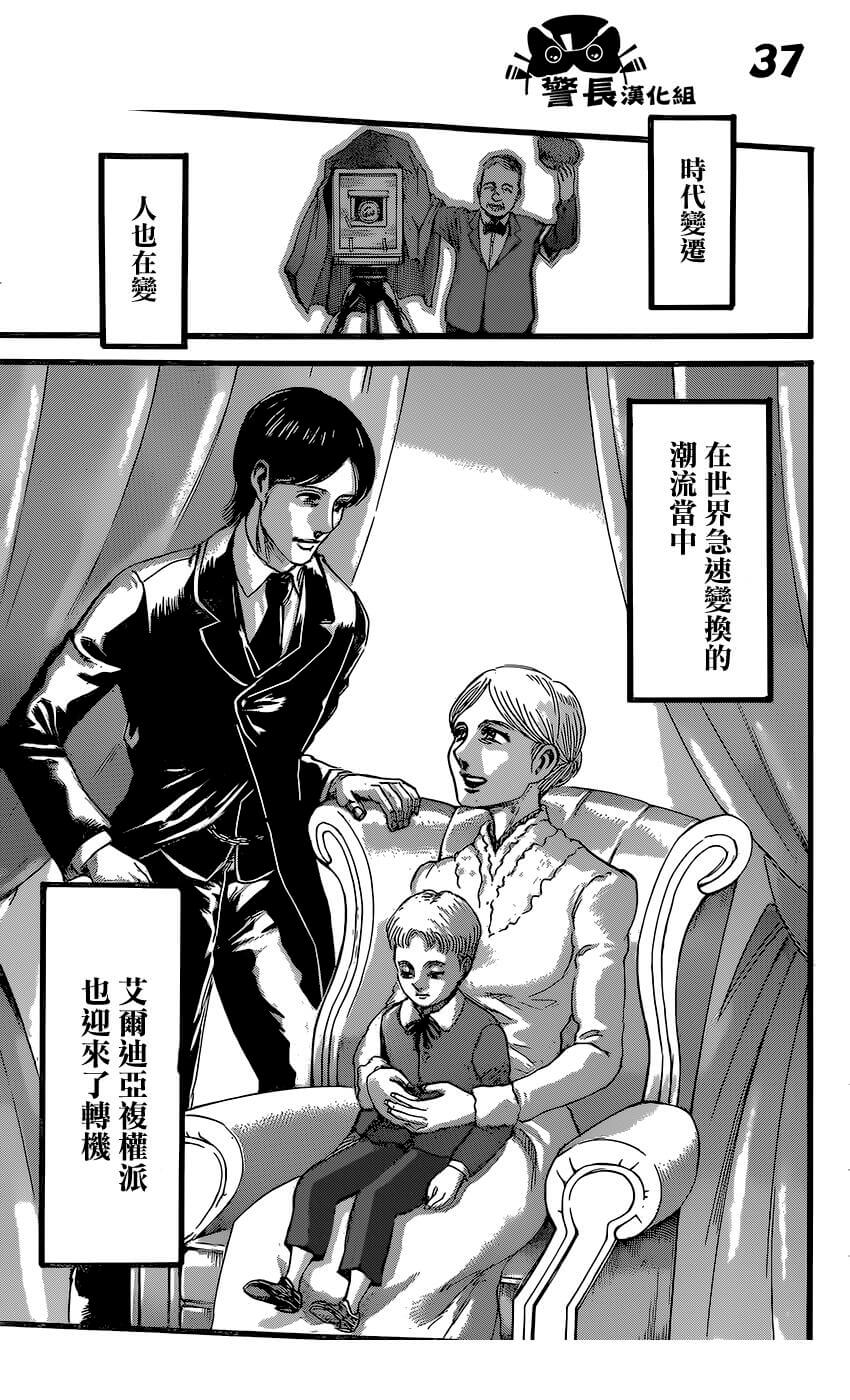 警長漢化組
37
時代變遷
人也在變
在世界急速變換的
潮流當中
艾爾迪亞複權派
也迎來了轉機